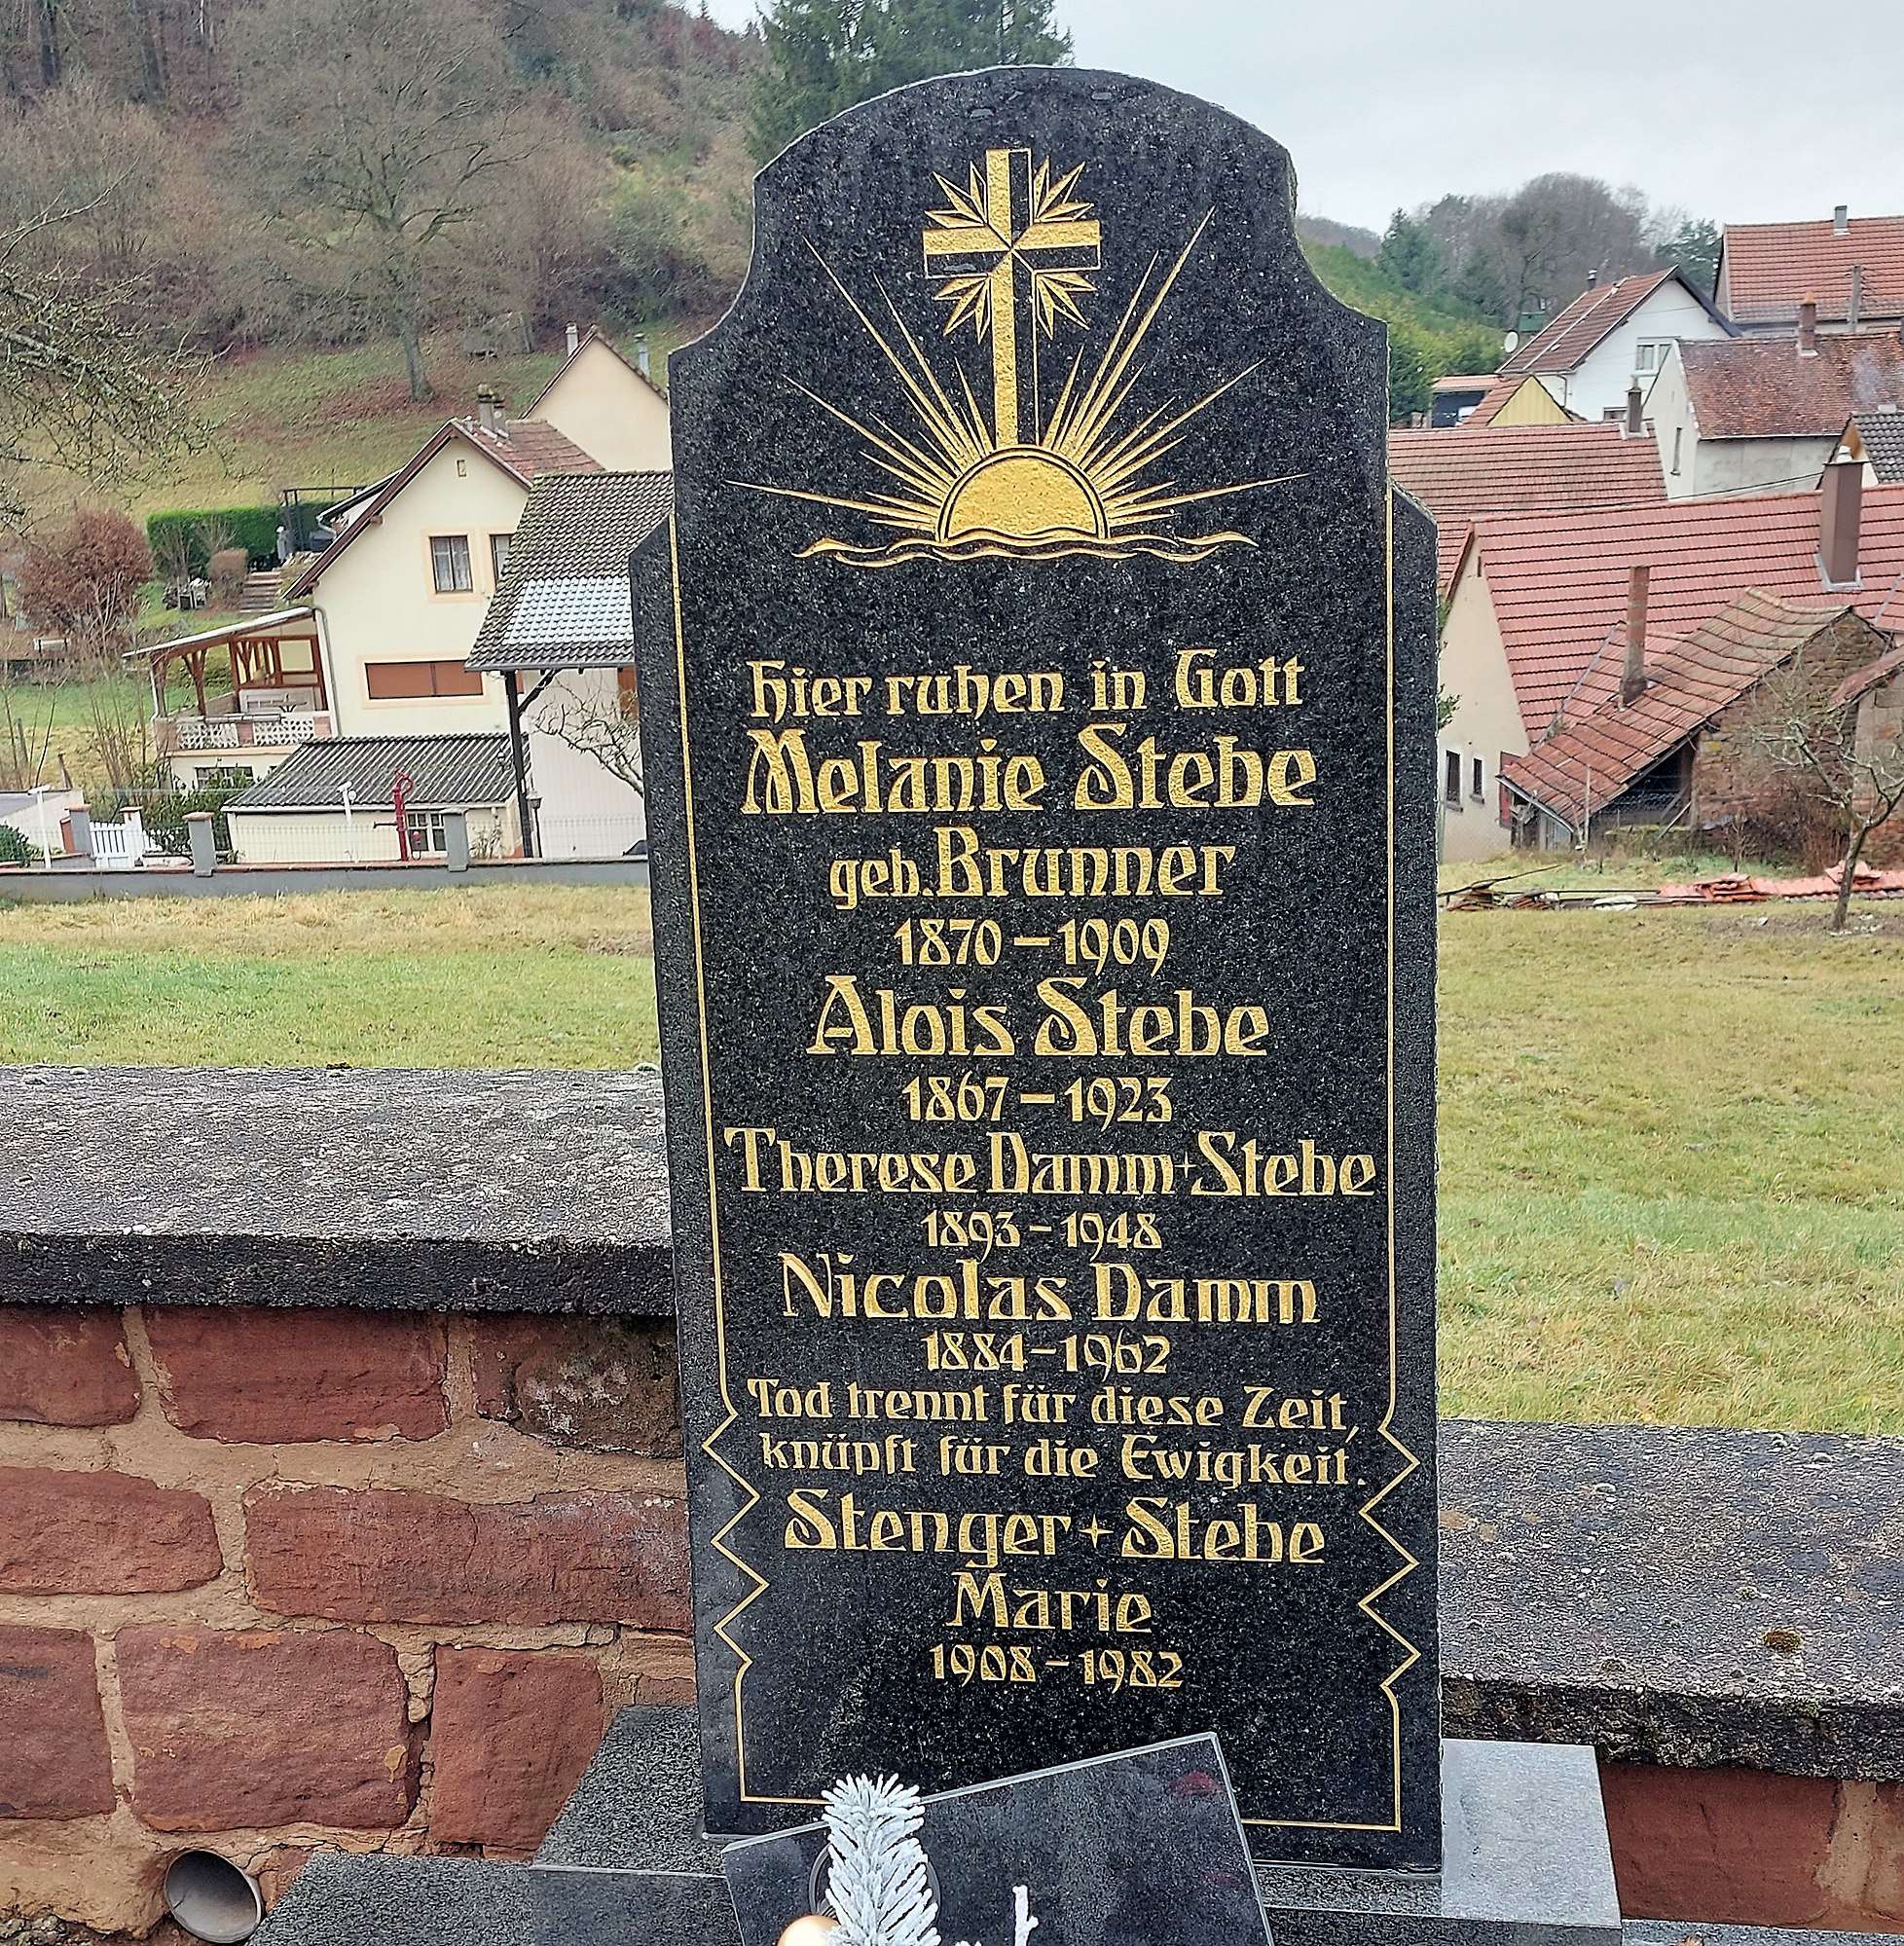 Hier ruhen in Gott
Melanie Stebe
geb. Brunner
1870 – 1909
Alois Stebe
1867 – 1923
Therese Damm + Stebe
1893 – 1948
Nicolas Damm
1884 – 1962
Tod trennt für diese Zeit,
knüpft für die Ewigkeit.
Stenger + Stebe
Marie
1908 – 1982